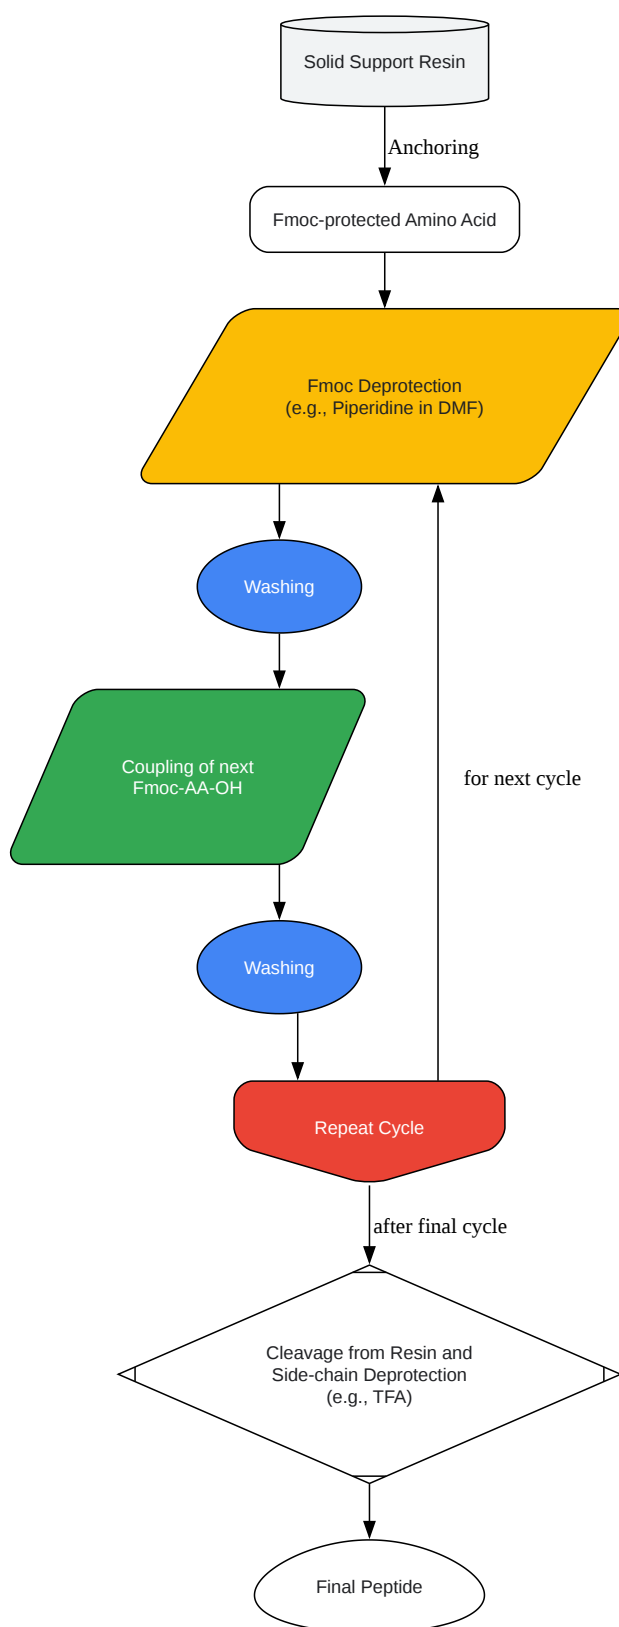 Solid Support Resin
Anchoring
Fmoc-protected Amino Acid
Fmoc Deprotection
(e.g., Piperidine in DMF)
Washing
Coupling of next
Fmoc-AA-OH
for next cycle
Washing
Repeat Cycle
after final cycle
Cleavage from Resin and
Side-chain Deprotection
(e.g., TFA)
Final Peptide